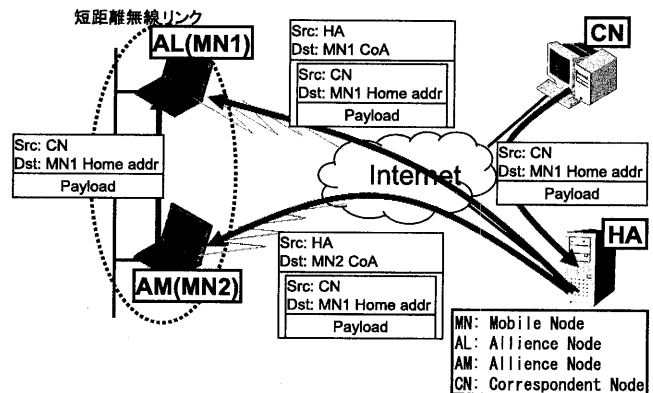 短距離無線リンク
AL(MN1)
Src: HA
Dst: MN1 CoA
Src: CN
Dst: MN1 Home addr
Payload
CN
Src: CN
Dst: MN1 Home addr
Payload
Internet
Src: CN
Dst: MN1 Home addr
Payload
HA
AM(MN2)
Src: HA
Dst: MN2 CoA
Src: CN
Dst: MN1 Home addr
Payload
MN: Mobile Node
AL: Allience Node
AM: Allience Node
CN: Correspondent Node